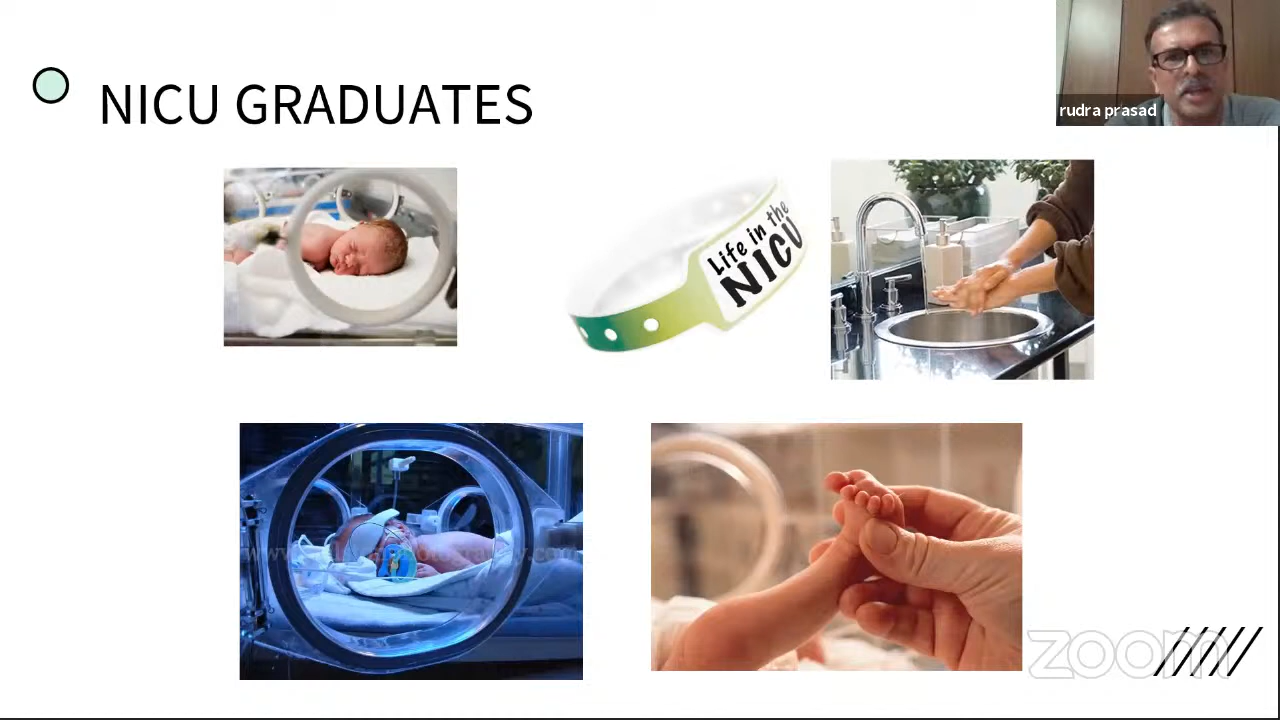 rudra prasad
NICU GRADUATES
Life in the
NICU
zoom